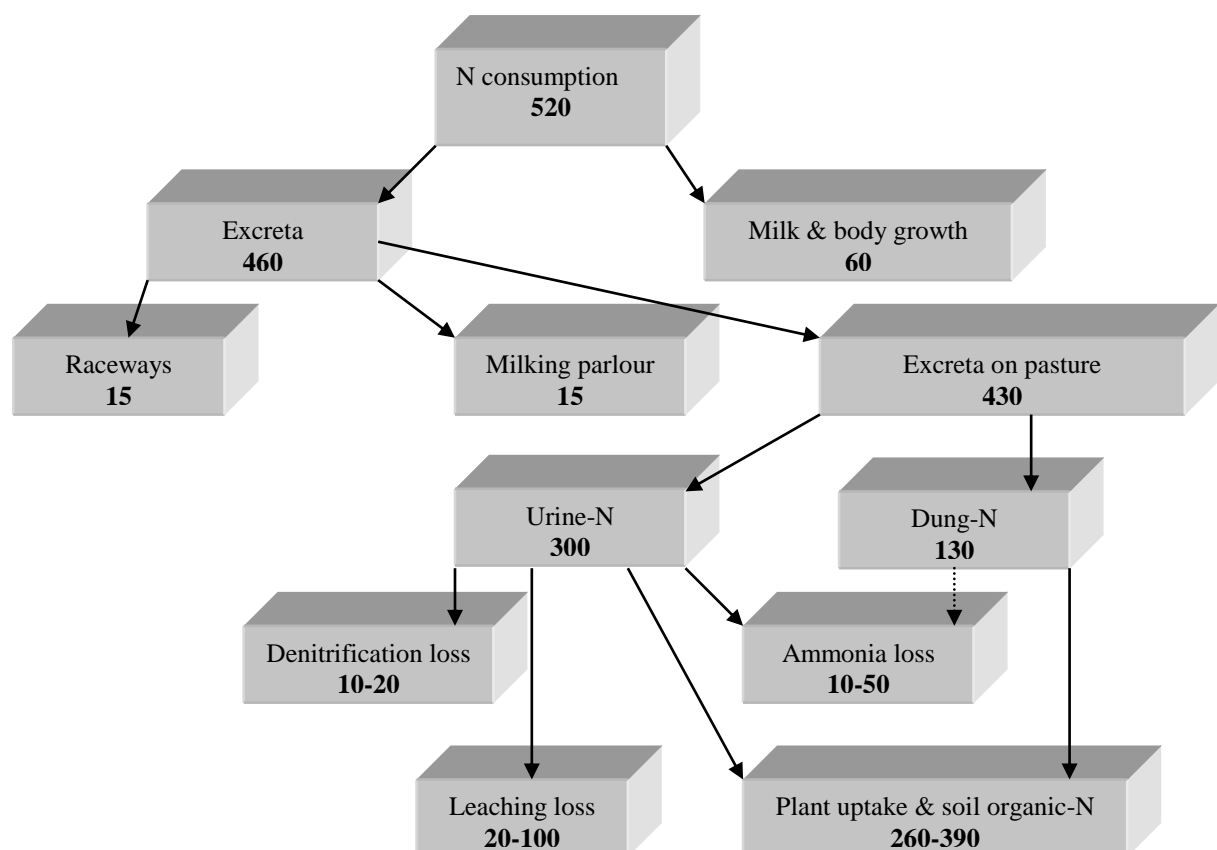 N consumption
520
Excreta
460
Milk & body growth
60
Raceways
15
Milking parlour
15
Excreta on pasture
430
Urine-N
300
Dung-N
130
Denitrification loss
10-20
Ammonia loss
10-50
Leaching loss
20-100
Plant uptake & soil organic-N
260-390